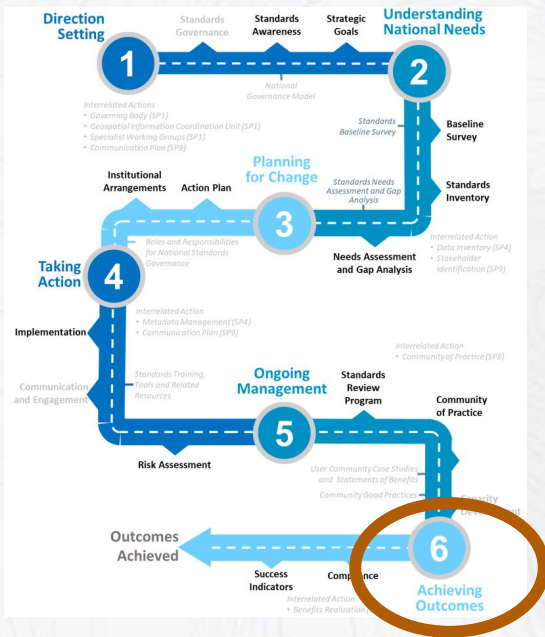 Direction
Setting
Standards
Governance
Standards
Awareness
Strategic
Goals
Understanding
National Needs
1
2
National
Governance Model
Interrelated Actions
• Governing Body (SP1)
• Geospatial Information Coordination Unit (SP1)
• Specialist Working Groups (SP1)
• Communication Plan (SP9)
Standards
Baseline Survey
Baseline
Survey
Planning
for Change
Institutional
Arrangements
Action Plan
Standards Needs
Assessment and Gap
Analysis
Standards
Inventory
3
Roles and Responsibilities
for National Standards
Governance
Needs Assessment
and Gap Analysis
Interrelated Action
• Data Inventory (SP4)
• Stakeholder
Identification (SP9)
Taking
Action
4
Interrelated Action
• Metadata Management (SP4)
• Communication Plan (SP9)
Implementation
Interrelated Action
• Community of Practice (SP8)
Communication
and Engagement
Standards Training,
Tools and Related
Resources
Ongoing
Management
Standards
Review
Program
Community
of Practice
5
Risk Assessment
User Community Case Studies
and Statements of Benefits
Community Good Practices
Capacity
Outcomes
Achieved
6
Success
Indicators
Achieving
Outcomes
Interrelated Action
• Benefits Realization